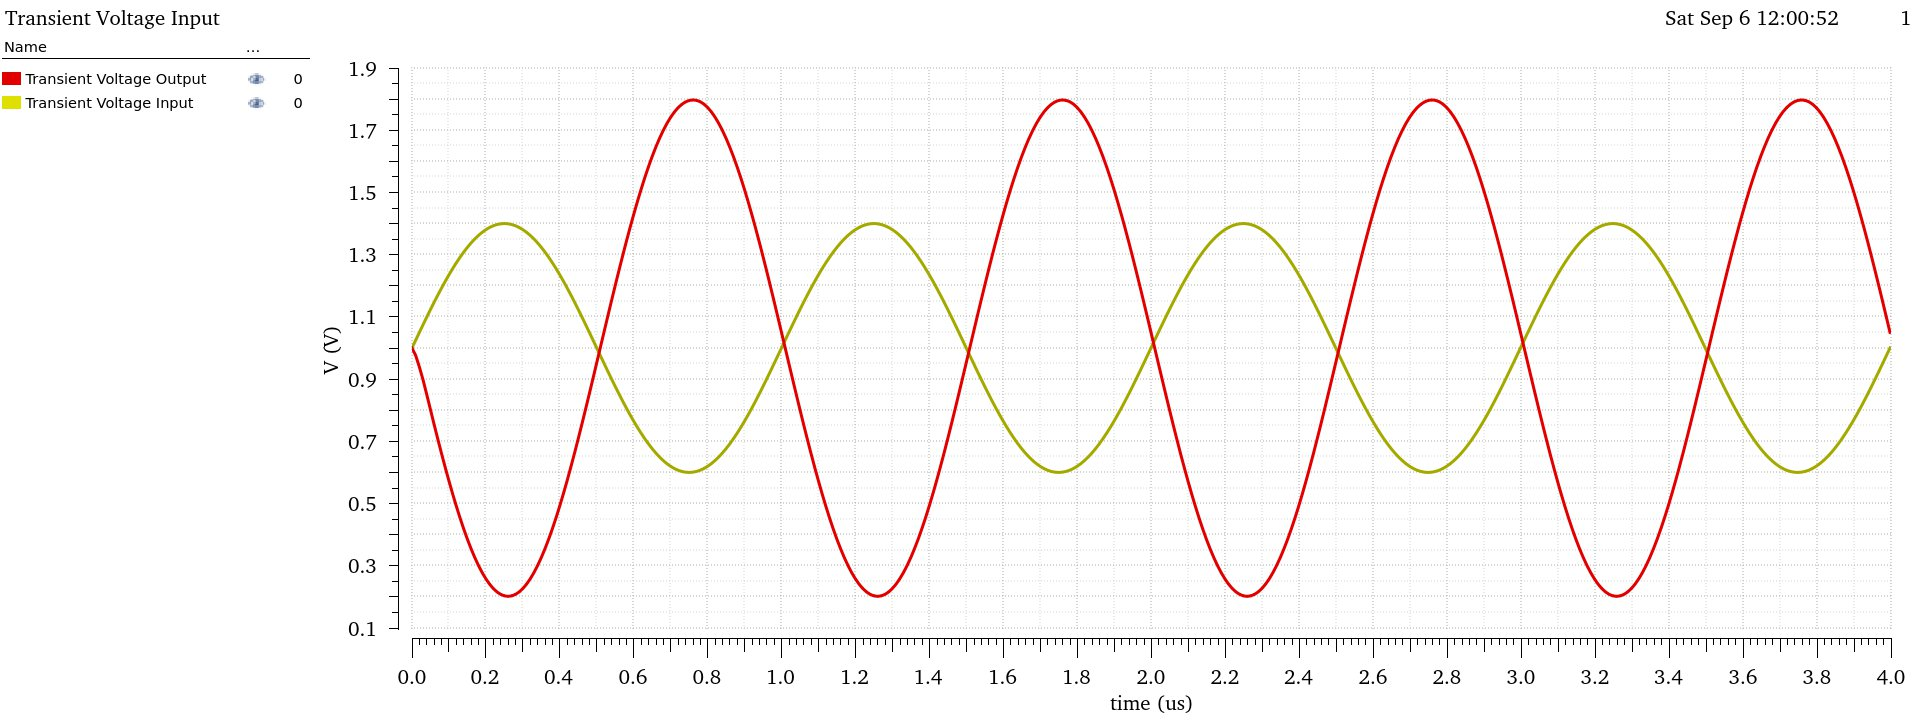 Transient Voltage Input
Sat Sep 6 12:00:52 1
Name ...
Transient Voltage Output 0
Transient Voltage Input 0
1.9
1.7
1.5
1.3
1.1
0.9
0.7
0.5
0.3
0.1
V (V)
0.0 0.2 0.4 0.6 0.8 1.0 1.2 1.4 1.6 1.8 2.0 2.2 2.4 2.6 2.8 3.0 3.2 3.4 3.6 3.8 4.0
time (us)